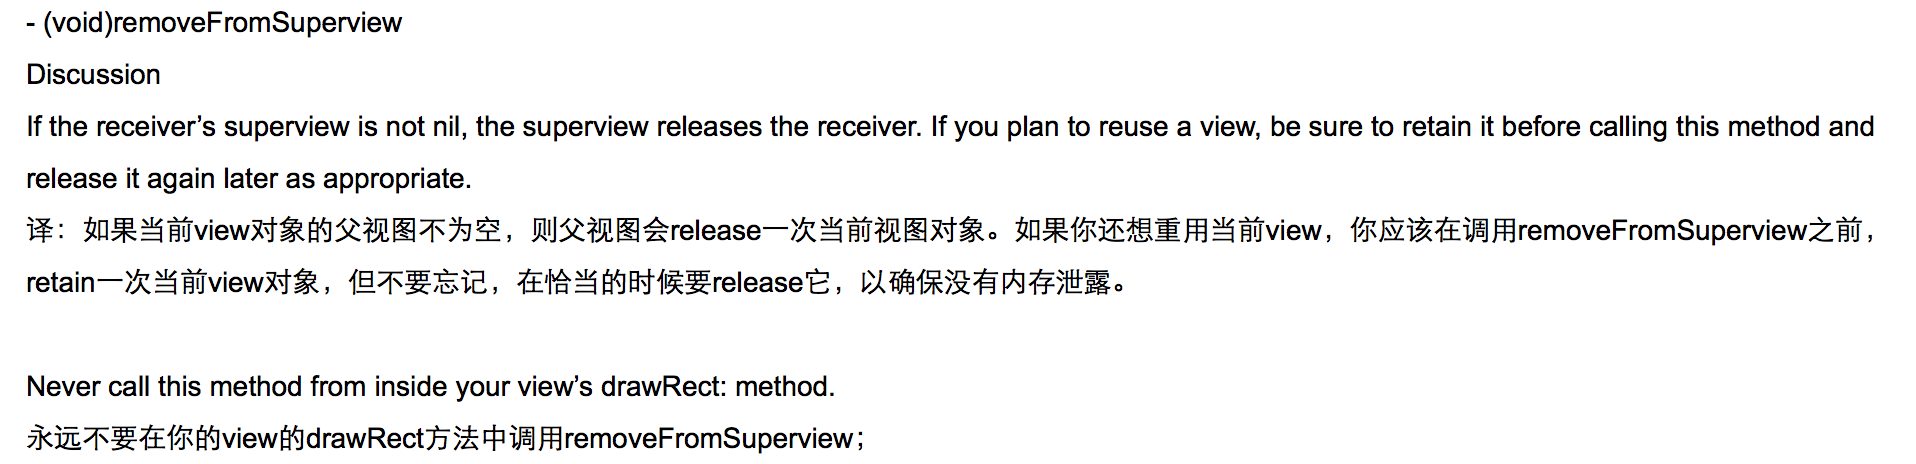 - (void)removeFromSuperview
Discussion
If the receiver’s superview is not nil, the superview releases the receiver. If you plan to reuse a view, be sure to retain it before calling this method and
release it again later as appropriate.
译：如果当前view对象的父视图不为空，则父视图会release一次当前视图对象。如果你还想重用当前view，你应该在调用removeFromSuperview之前，
retain一次当前view对象，但不要忘记，在恰当的时候要release它，以确保没有内存泄露。
Never call this method from inside your view’s drawRect: method.
永远不要在你的view的drawRect方法中调用removeFromSuperview；